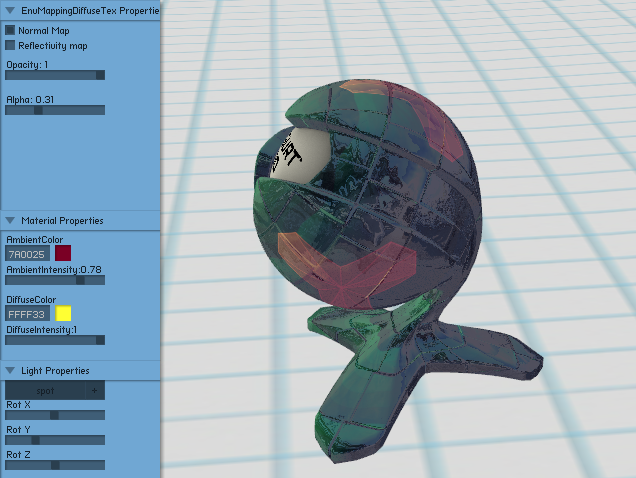 EnvMappingDiffuseTex Propertie
Normal Map
Reflectivity map
Opacity: 1
Alpha: 0.31
Material Properties
AmbientColor
7A0025
AmbientIntensity:0.78
DiffuseColor
FFFF33
DiffuseIntensity:1
Light Properties
spot +
Rot X
Rot Y
Rot Z